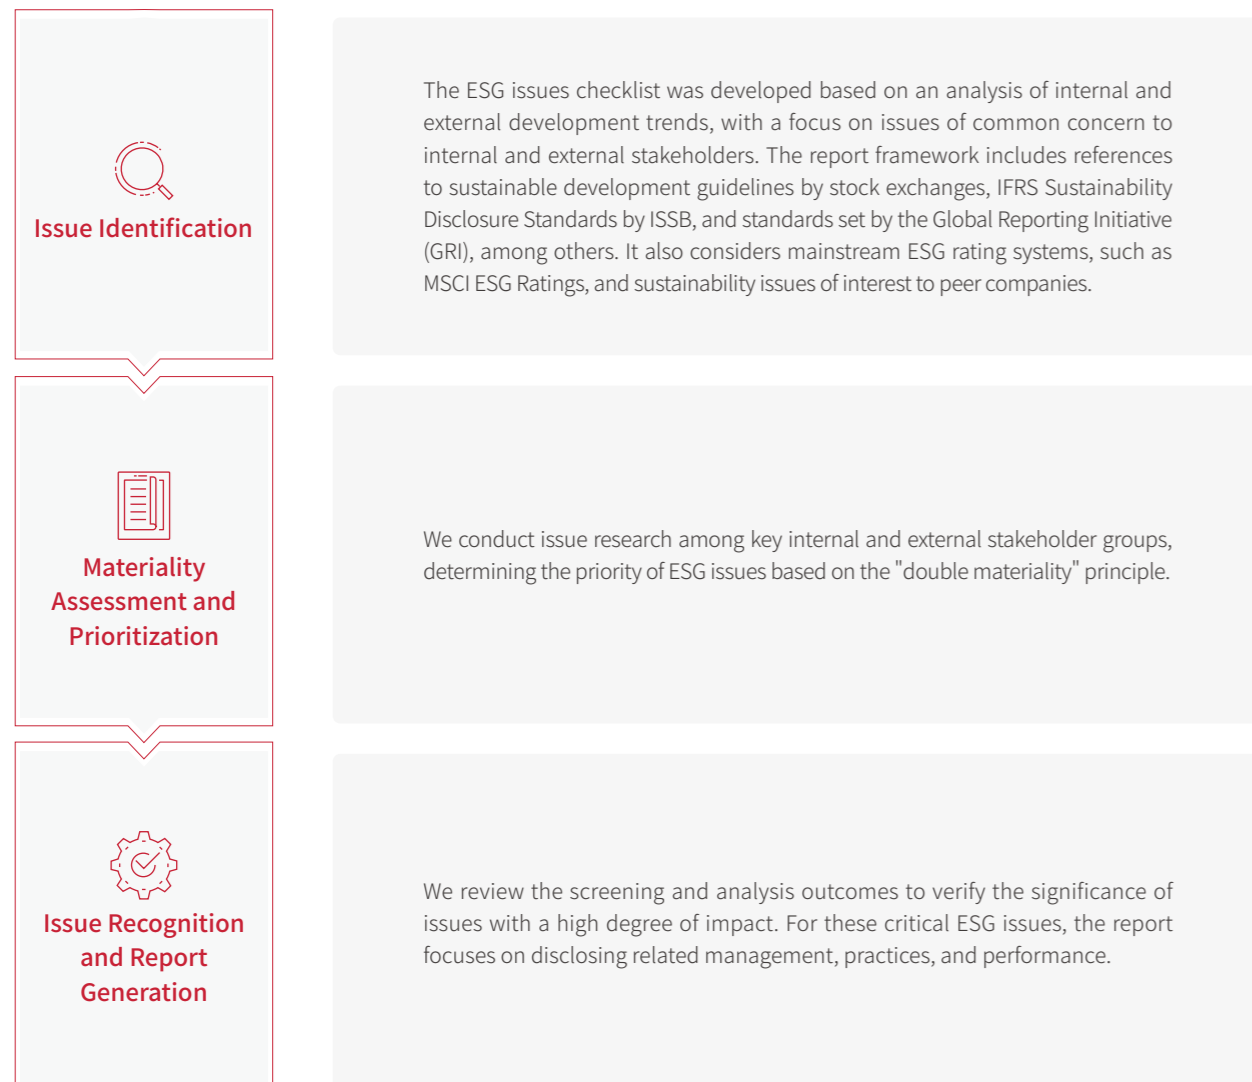 Issue Identification
The ESG issues checklist was developed based on an analysis of internal and
external development trends, with a focus on issues of common concern to
internal and external stakeholders. The report framework includes references
to sustainable development guidelines by stock exchanges, IFRS Sustainability
Disclosure Standards by ISSB, and standards set by the Global Reporting Initiative
(GRI), among others. It also considers mainstream ESG rating systems, such as
MSCI ESG Ratings, and sustainability issues of interest to peer companies.
Materiality
Assessment and
Prioritization
We conduct issue research among key internal and external stakeholder groups,
determining the priority of ESG issues based on the "double materiality" principle.
Issue Recognition
and Report
Generation
We review the screening and analysis outcomes to verify the significance of
issues with a high degree of impact. For these critical ESG issues, the report
focuses on disclosing related management, practices, and performance.